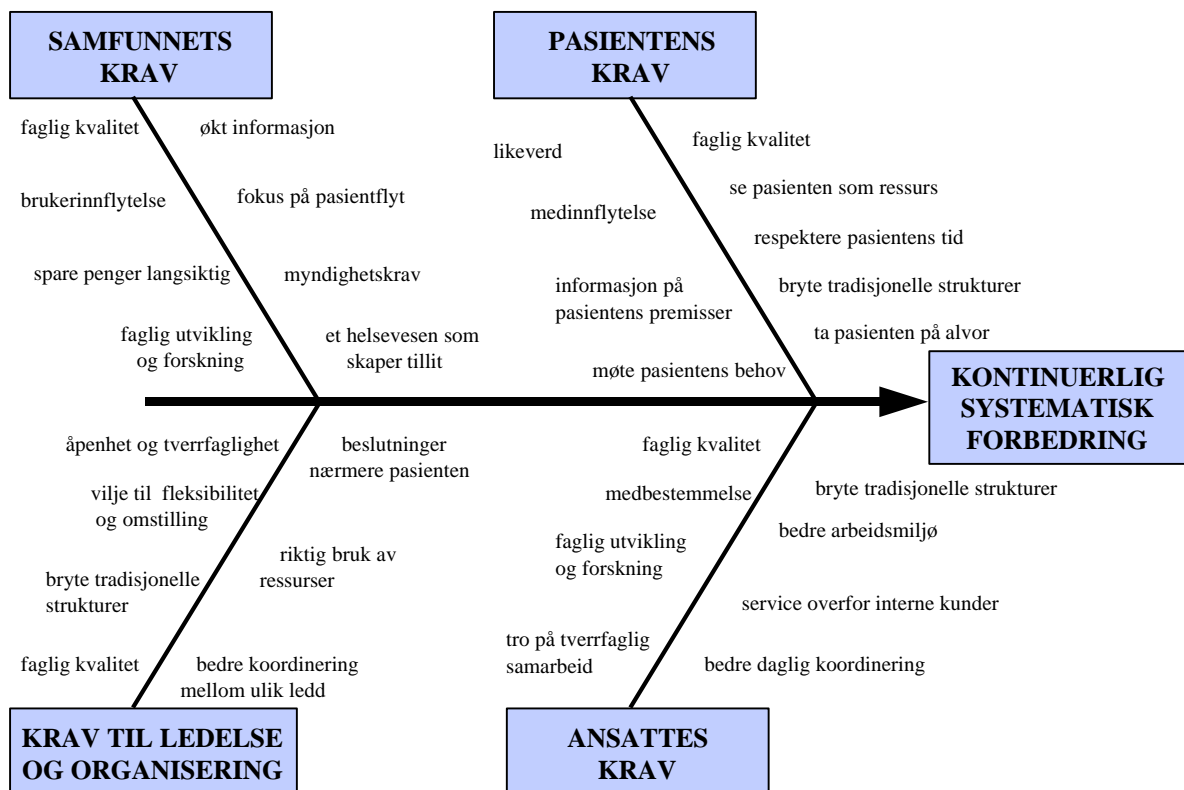 SAMFUNNETS
KRAV
PASIENTENS
KRAV
faglig kvalitet
økt informasjon
brukerinnflytelse
fokus på pasientflyt
spare penger langsiktig
myndighetskrav
faglig utvikling
og forskning
et helsevesen som
skaper tillit
likeverd
faglig kvalitet
medinnflytelse
se pasienten som ressurs
respektere pasientens tid
informasjon på
pasientens premisser
bryte tradisjonelle strukturer
ta pasienten på alvor
møte pasientens behov
KONTINUERLIG
SYSTEMATISK
FORBEDRING
åpenhet og tverrfaglighet
beslutninger
nærmere pasienten
vilje til fleksibilitet
og omstilling
riktig bruk av
ressurser
bryte tradisjonelle
strukturer
faglig kvalitet
bedre koordinering
mellom ulik ledd
faglig kvalitet
medbestemmelse
bryte tradisjonelle strukturer
bedre arbeidsmiljø
faglig utvikling
og forskning
service overfor interne kunder
tro på tverrfaglig
samarbeid
bedre daglig koordinering
KRAV TIL LEDELSE
OG ORGANISERING
ANSATTES
KRAV